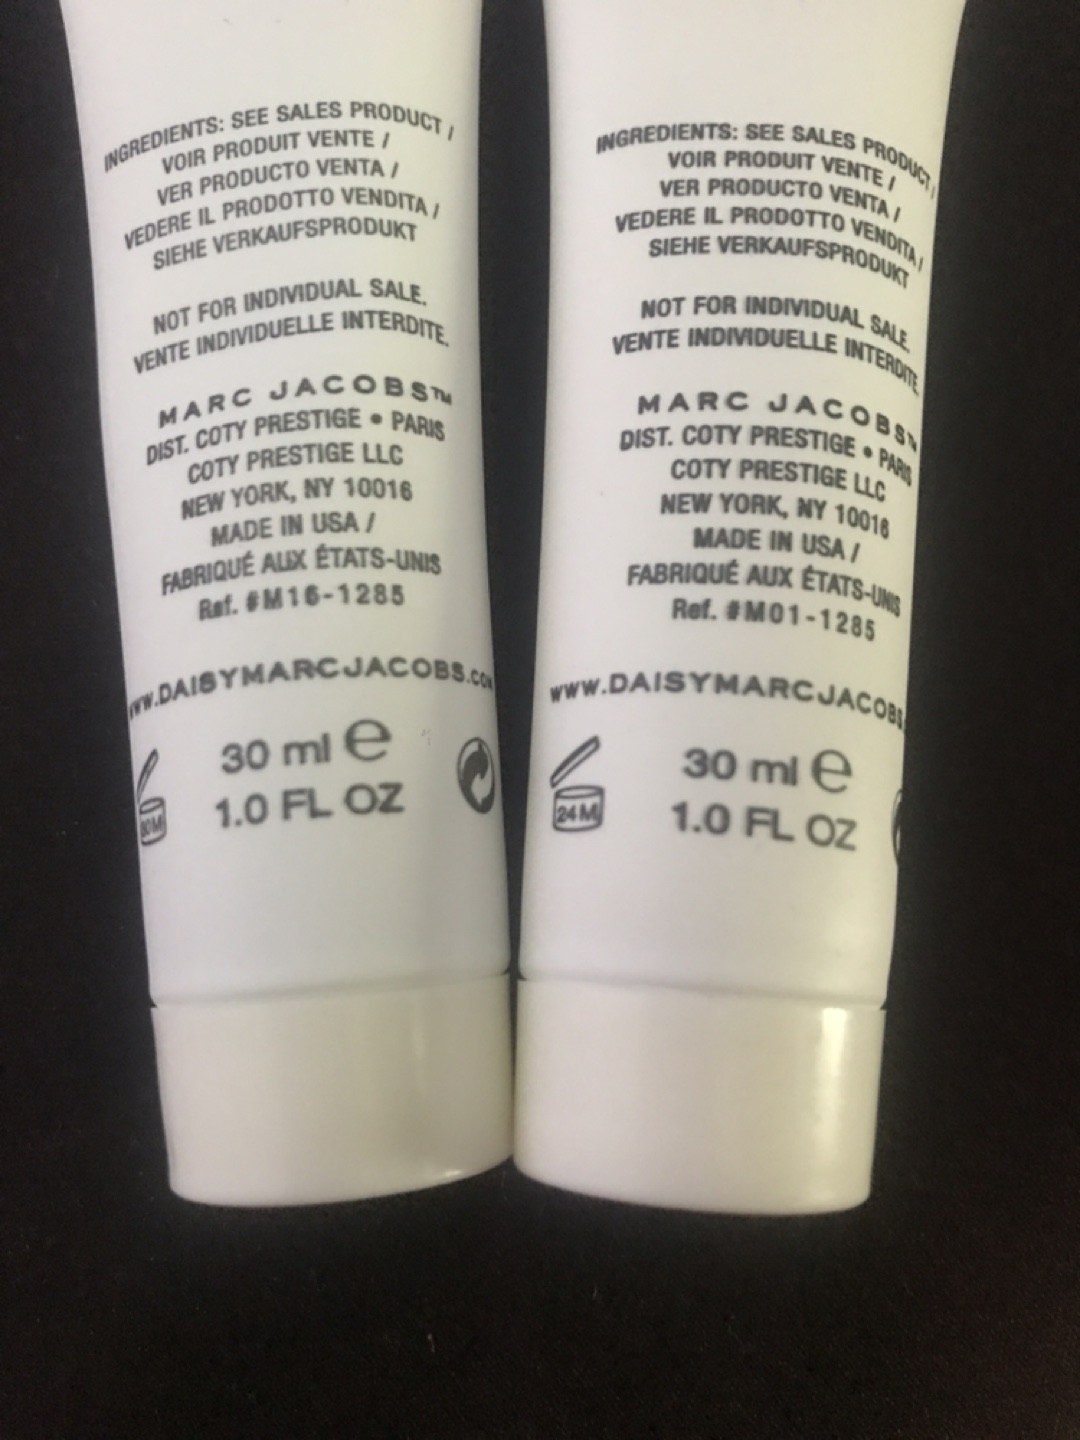 INGREDIENTS: SEE SALES PRODUCT /
VOIR PRODUIT VENTE /
VER PRODUCTO VENTA /
VEDERE IL PRODOTTO VENDITA /
SIEHE VERKAUFSPRODUKT
NOT FOR INDIVIDUAL SALE.
VENTE INDIVIDUELLE INTERDITE.
MARC JACOBS™
DIST. COTY PRESTIGE • PARIS
COTY PRESTIGE LLC
NEW YORK, NY 10016
MADE IN USA /
FABRIQUÉ AUX ÉTATS-UNIS
Ref. #M16-1285
www.DAISYMARCJACOBS.COM
30 ml e
1.0 FL OZ
INGREDIENTS: SEE SALES PRODUCT /
VOIR PRODUIT VENTE /
VER PRODUCTO VENTA /
VEDERE IL PRODOTTO VENDITA /
SIEHE VERKAUFSPRODUKT
NOT FOR INDIVIDUAL SALE.
VENTE INDIVIDUELLE INTERDITE.
MARC JACOBS™
DIST. COTY PRESTIGE • PARIS
COTY PRESTIGE LLC
NEW YORK, NY 10016
MADE IN USA /
FABRIQUÉ AUX ÉTATS-UNIS
Ref. #M01-1285
www.DAISYMARCJACOBS
30 ml e
24M
1.0 FL OZ